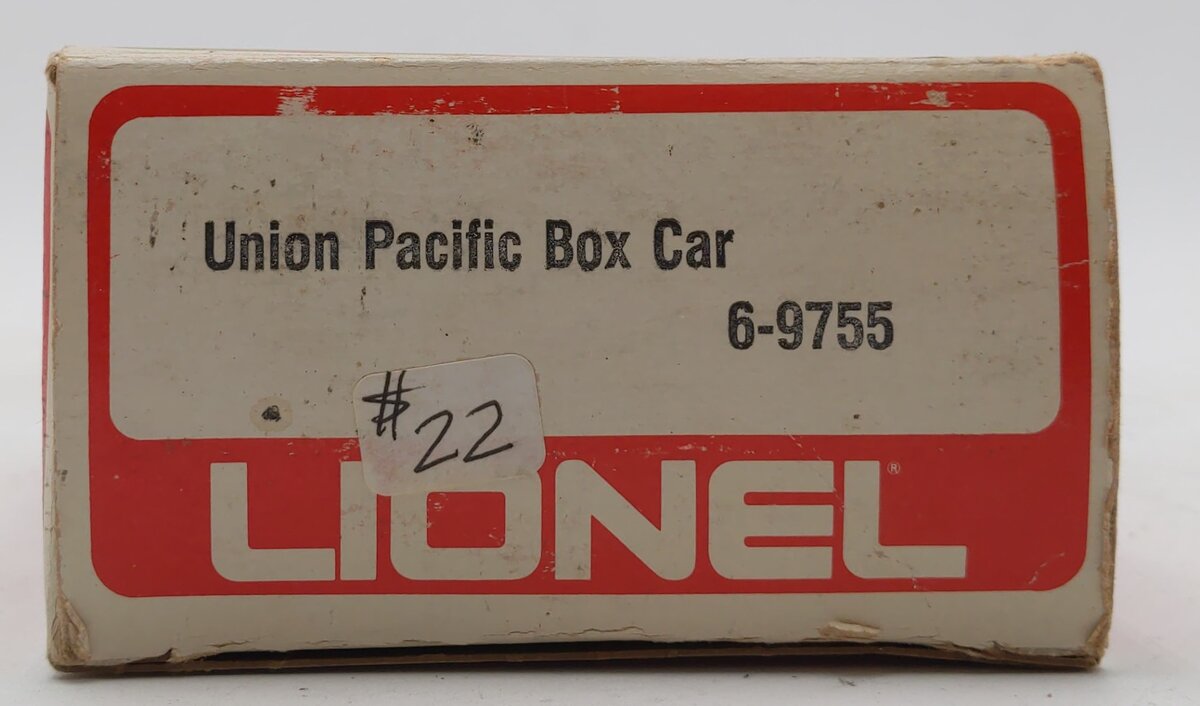 Union Pacific Box Car
6-9755
#22
LIONEL®